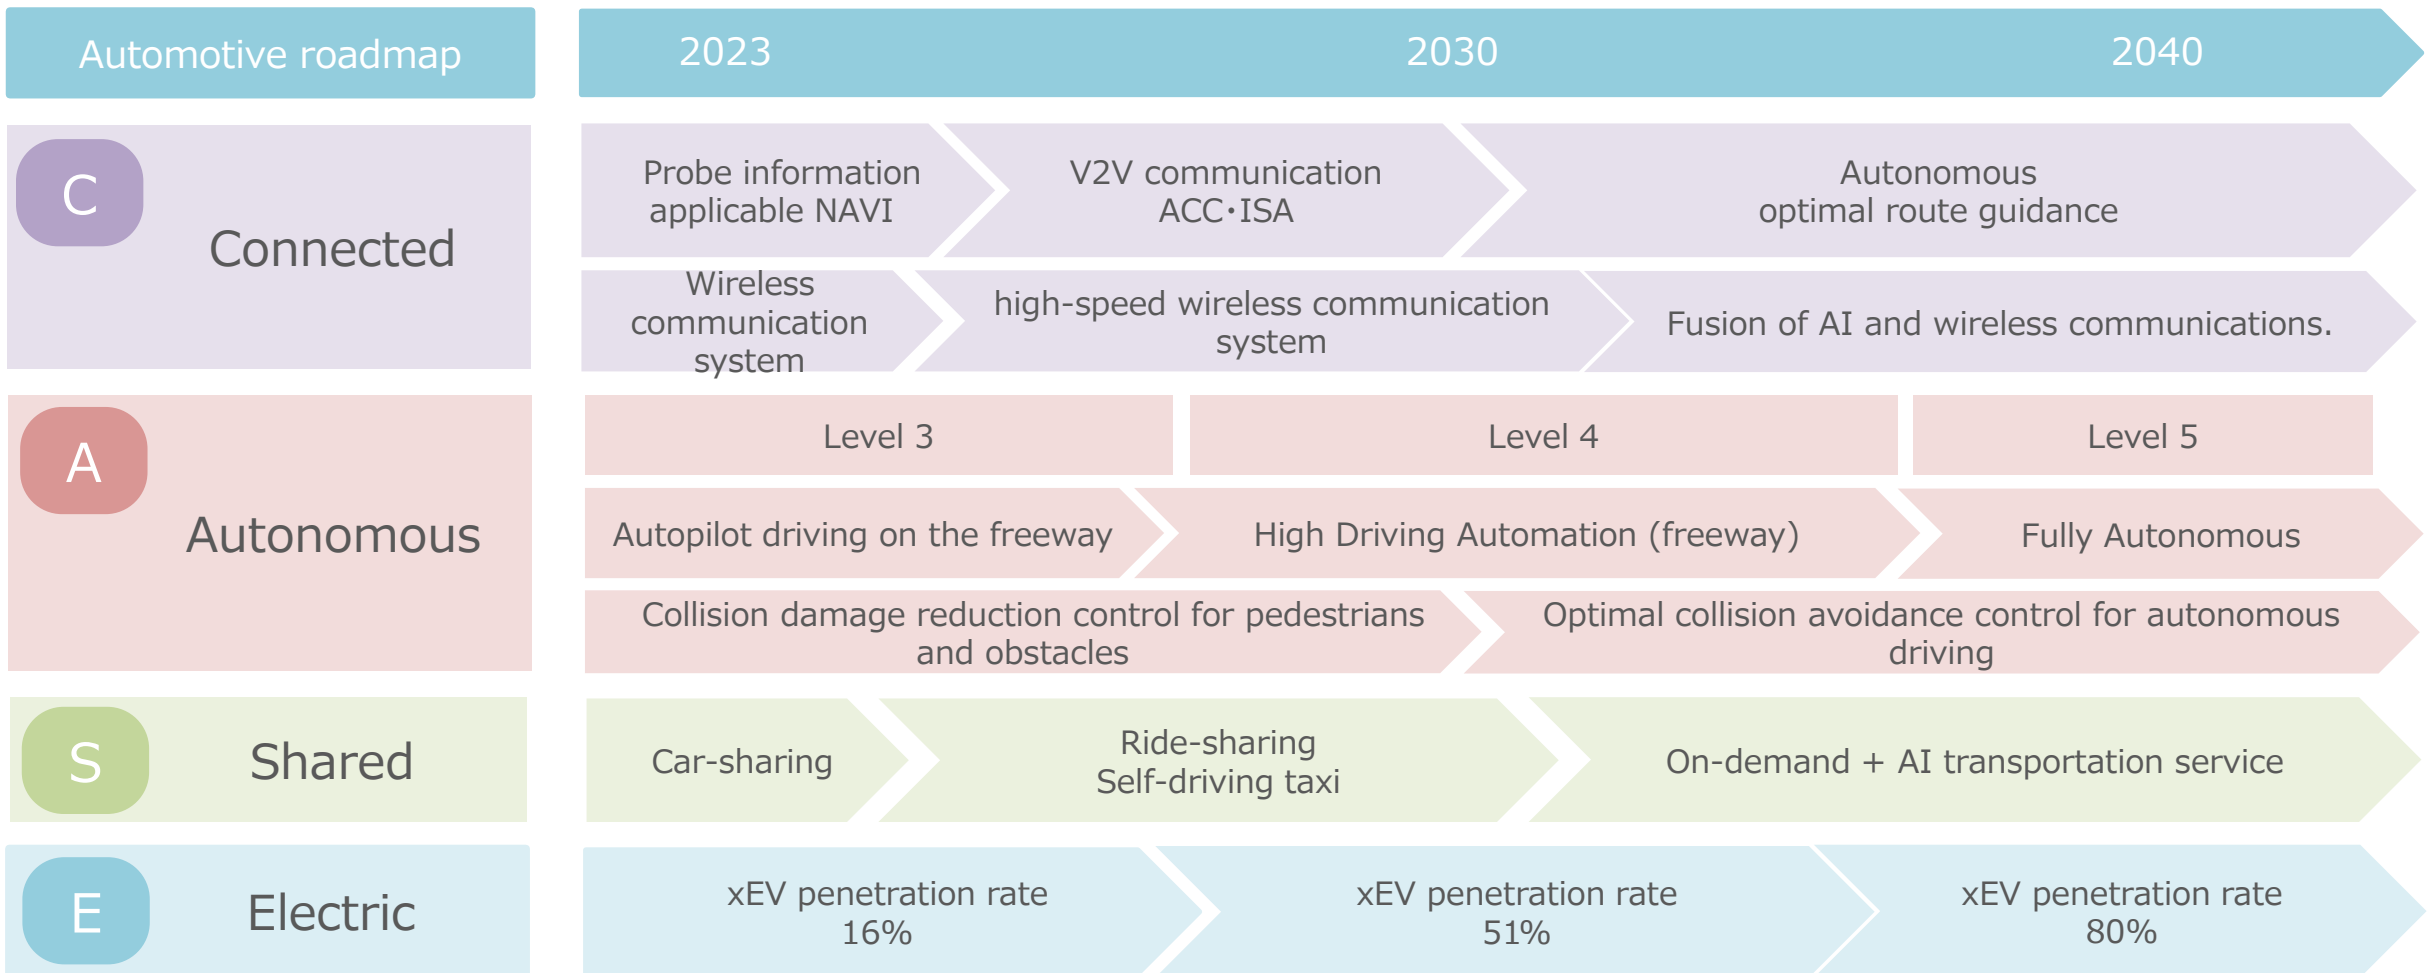 Automotive roadmap
2023
2030
2040
C
Connected
Probe information
applicable NAVI
V2V communication
ACC・ISA
Autonomous
optimal route guidance
Wireless
communication
system
high-speed wireless communication
system
Fusion of AI and wireless communications.
A
Autonomous
Level 3
Level 4
Level 5
Autopilot driving on the freeway
High Driving Automation (freeway)
Fully Autonomous
Collision damage reduction control for pedestrians
and obstacles
Optimal collision avoidance control for autonomous
driving
S
Shared
Car-sharing
Ride-sharing
Self-driving taxi
On-demand + AI transportation service
E
Electric
xEV penetration rate
16%
xEV penetration rate
51%
xEV penetration rate
80%